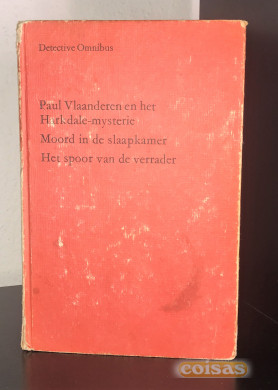 Detective Omnibus
Paul Vlaanderen en het
Harkdale-mysterie
Moord in de slaapkamer
Het spoor van de verrader
coisas